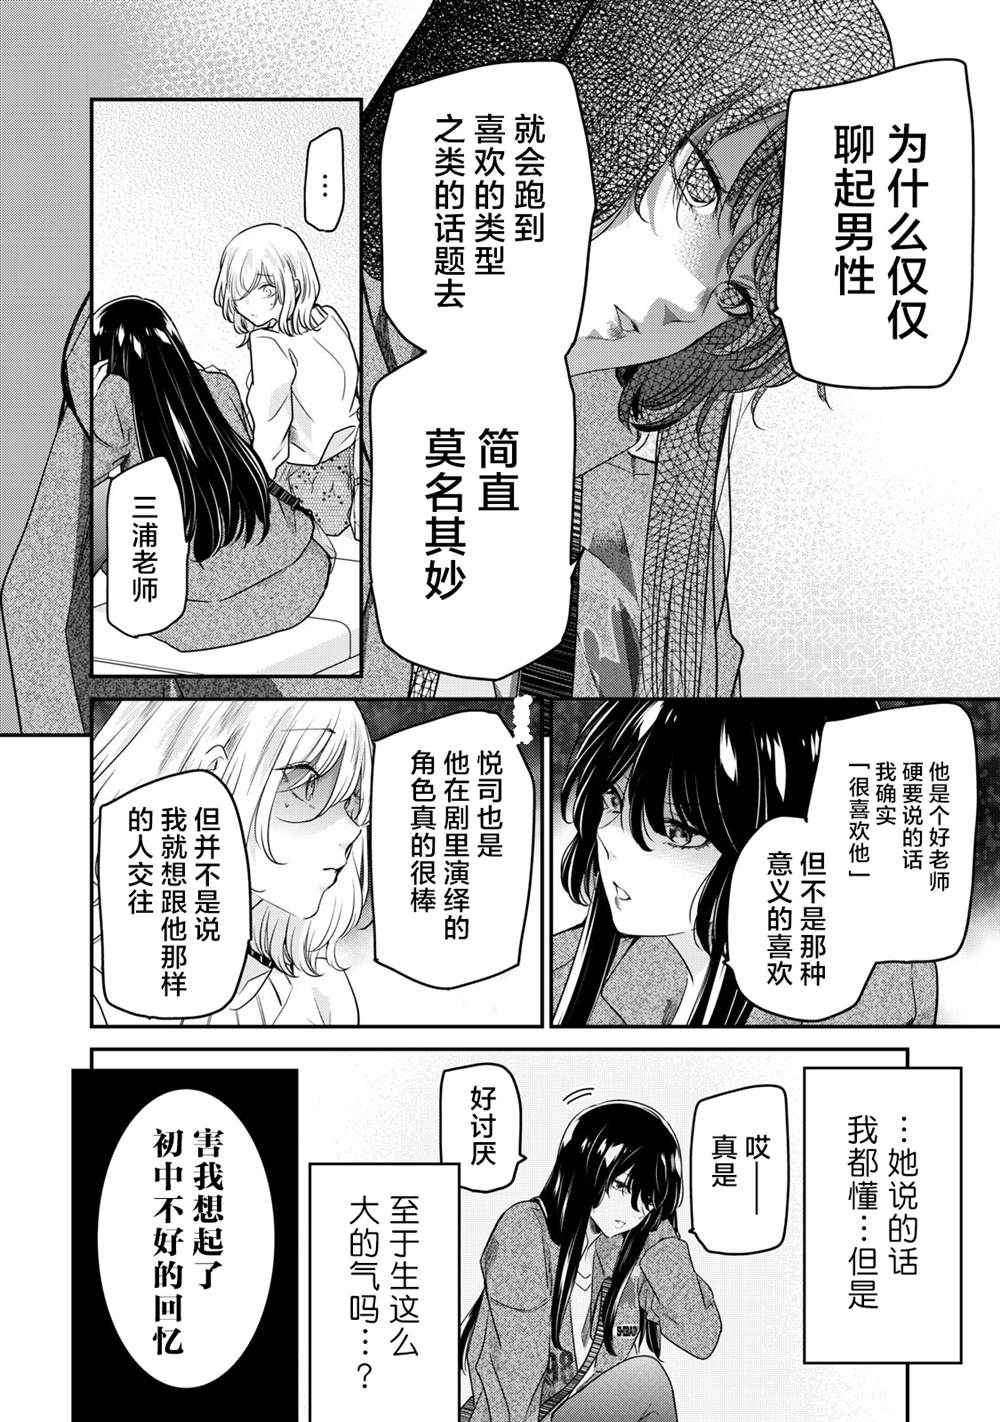 为什么仅仅
聊起男性
就会跑到
喜欢的类型
之类的话题去
简直
莫名其妙
…
三浦老师
他是个好老师
硬要说的话
我确实
「很喜欢他」
但不是那种
意义的喜欢
悦司也是
他在剧里演绎的
角色真的很棒
但并不是说
我就想跟他那样
的人交往
…她说的话
我都懂…但是
哎——
真是
好讨厌
至于生这么
大的气吗…?
害我想起了
初中不好的回忆